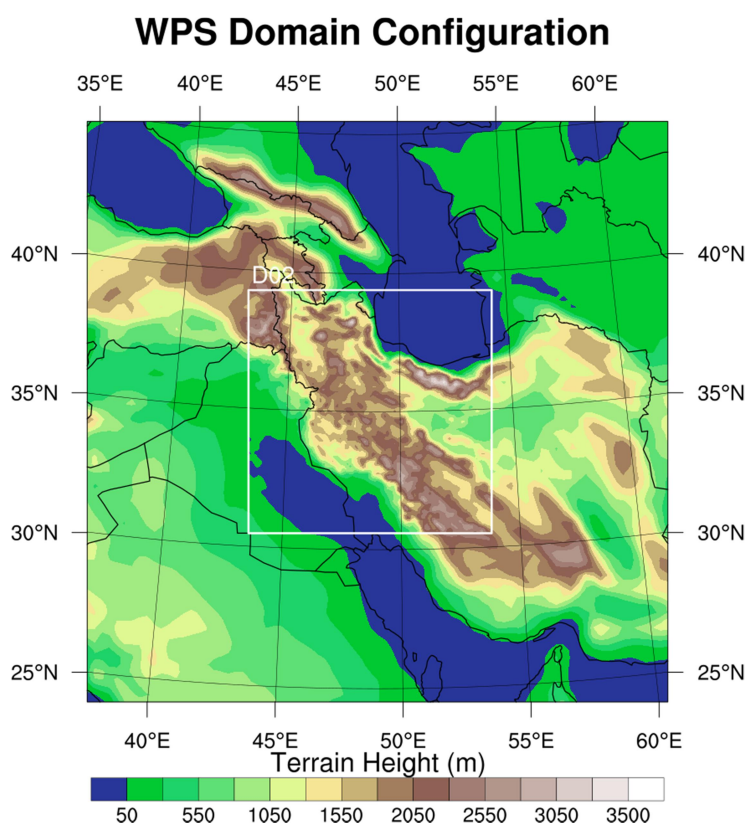 WPS Domain Configuration
35°E 40°E 45°E 50°E 55°E 60°E
D02
40°N 40°N
35°N 35°N
30°N 30°N
25°N 25°N
40°E 45°E 50°E 55°E 60°E
Terrain Height (m)
50 550 1050 1550 2050 2550 3050 3500